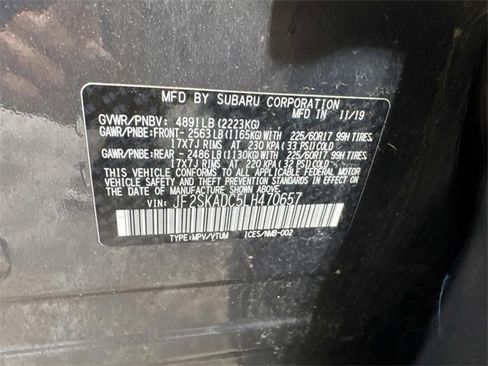 MFD BY SUBARU CORPORATION
MFD IN 11/19
GVWR/PNBV: 4891LB (2223KG)
GAWR/PNBE:FRONT- 2563LB (1165KG) WITH 225/60R17 99H TIRES,
17X7J RIMS AT 230 KPA (33 PSI) COLD
GAWR/PNBE:REAR - 2486LB (1130KG) WITH 225/60R17 99H TIRES,
17X7J RIMS AT 220 KPA (32 PSI) COLD
THIS VEHICLE CONFORMS TO ALL APPLICABLE FEDERAL MOTOR
VEHICLE SAFETY, BUMPER, AND THEFT PREVENTION STANDARDS
IN EFFECT ON THE DATE OF MANUFACTURE SHOWN ABOVE.
VIN: JF2SKADC5LH470657
TYPE:MPV/VTUM ICES/NMB-002